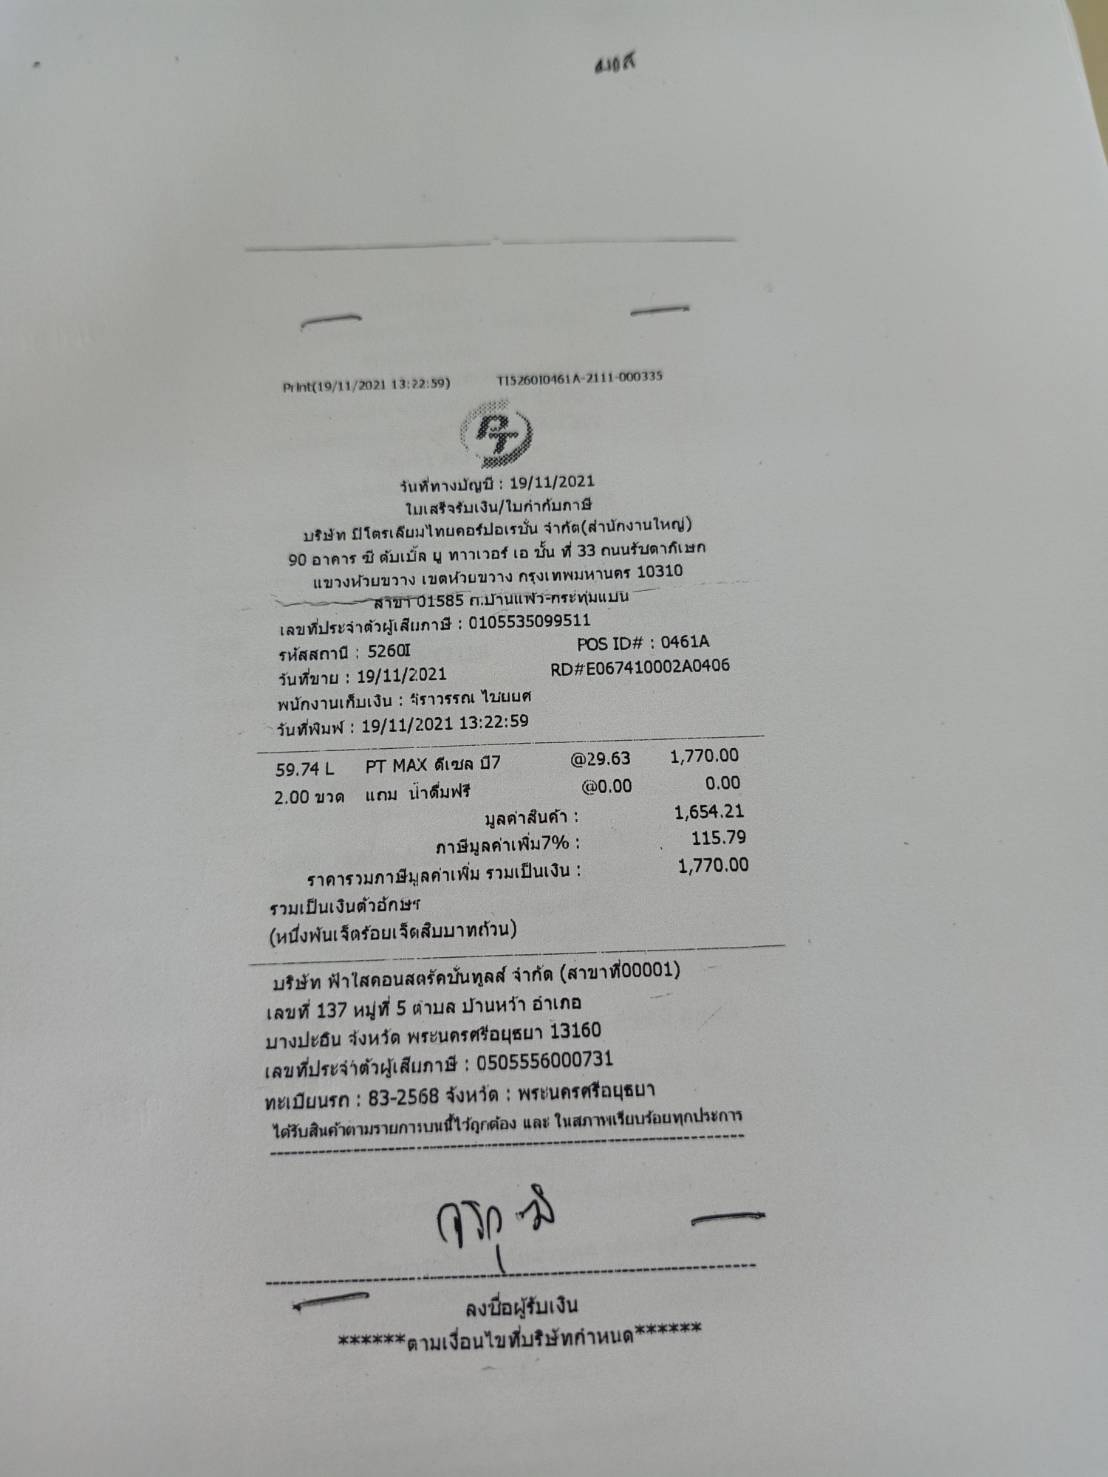 Print(19/11/2021 13:22:59) TI5260I0461A-2111-000335
PT
วันที่ทางบัญชี : 19/11/2021
ใบเสร็จรับเงิน/ใบกำกับภาษี
บริษัท ปิโตรเลียมไทยคอร์ปอเรชั่น จำกัด(สำนักงานใหญ่)
90 อาคาร ซี ดับเบิ้ล ยู ทาวเวอร์ เอ ชั้น ที่ 33 ถนนรัชดาภิเษก
แขวงห้วยขวาง เขตห้วยขวาง กรุงเทพมหานคร 10310
สาขา 01585 ถ.บ้านแพ้ว-กระทุ่มแบน
เลขที่ประจำตัวผู้เสียภาษี : 0105535099511
รหัสสถานี : 5260I POS ID# : 0461A
วันที่ขาย : 19/11/2021 RD#E067410002A0406
พนักงานเก็บเงิน : จิราวรรณ ไชยยศ
วันที่พิมพ์ : 19/11/2021 13:22:59
59.74 L PT MAX ดีเซล บี7 @29.63 1,770.00
2.00 ขวด แถม น้ำดื่มฟรี @0.00 0.00
มูลค่าสินค้า : 1,654.21
ภาษีมูลค่าเพิ่ม7% : 115.79
ราคารวมภาษีมูลค่าเพิ่ม รวมเป็นเงิน : 1,770.00
รวมเป็นเงินตัวอักษร
(หนึ่งพันเจ็ดร้อยเจ็ดสิบบาทถ้วน)
บริษัท ฟ้าใสคอนสตรัคชั่นทูลส์ จำกัด (สาขาที่00001)
เลขที่ 137 หมู่ที่ 5 ตำบล บ้านหว้า อำเภอ
บางปะอิน จังหวัด พระนครศรีอยุธยา 13160
เลขที่ประจำตัวผู้เสียภาษี : 0505556000731
ทะเบียนรถ : 83-2568 จังหวัด : พระนครศรีอยุธยา
ได้รับสินค้าตามรายการบนนี้ไว้ถูกต้อง และ ในสภาพเรียบร้อยทุกประการ
ลงชื่อผู้รับเงิน
******ตามเงื่อนไขที่บริษัทกำหนด******